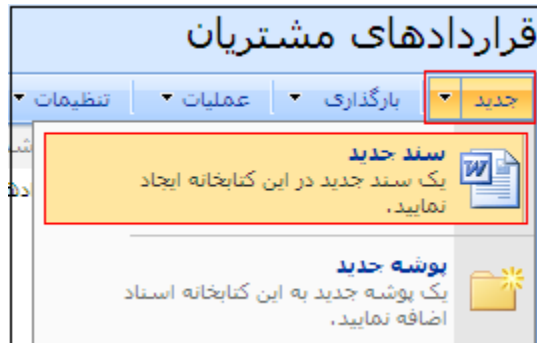 قراردادهای مشتریان
جدید بارگذاری عملیات تنظیمات
سند جدید
یک سند جدید در این کتابخانه ایجاد
نمایید.
پوشه جدید
یک پوشه جدید به این کتابخانه اسناد
اضافه نمایید.